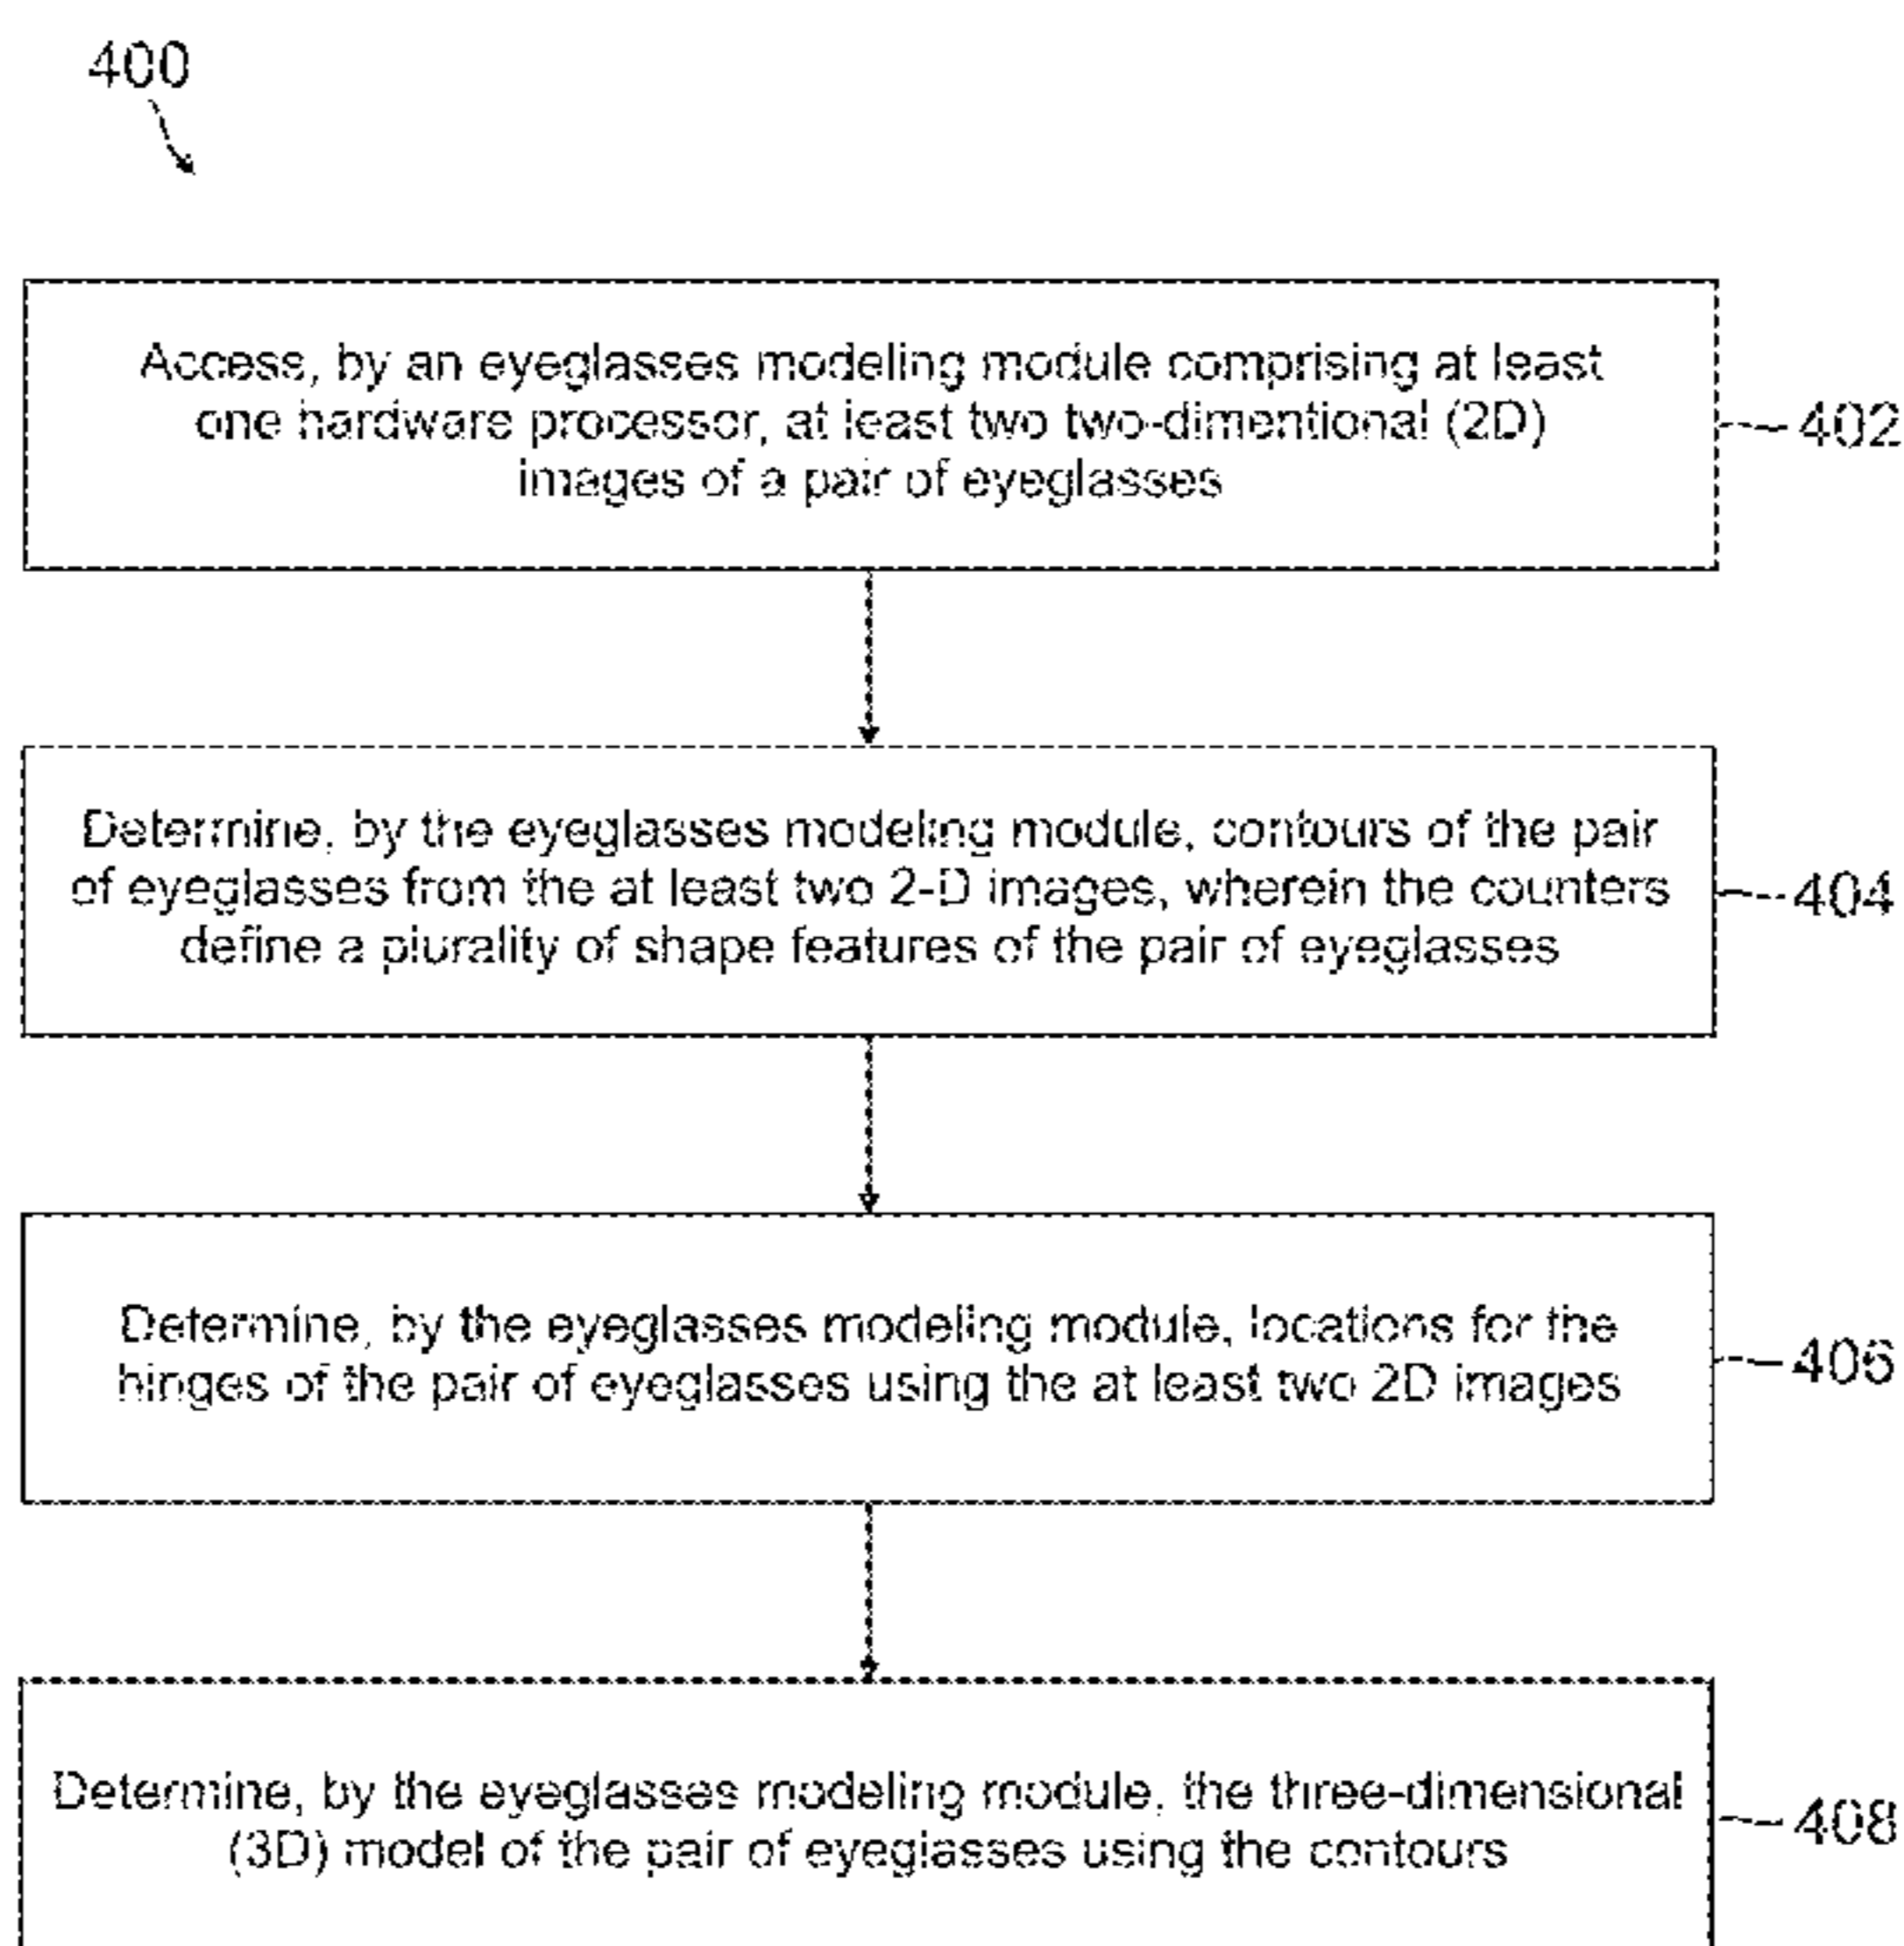 400
Access, by an eyeglasses modeling module comprising at least
one hardware processor, at least two two-dimentional (2D)
images of a pair of eyeglasses
402
Determine, by the eyeglasses modeling module, contours of the pair
of eyeglasses from the at least two 2-D images, wherein the counters
define a plurality of shape features of the pair of eyeglasses
404
Determine, by the eyeglasses modeling module, locations for the
hinges of the pair of eyeglasses using the at least two 2D images
406
Determine, by the eyeglasses modeling module, the three-dimensional
(3D) model of the pair of eyeglasses using the contours
408